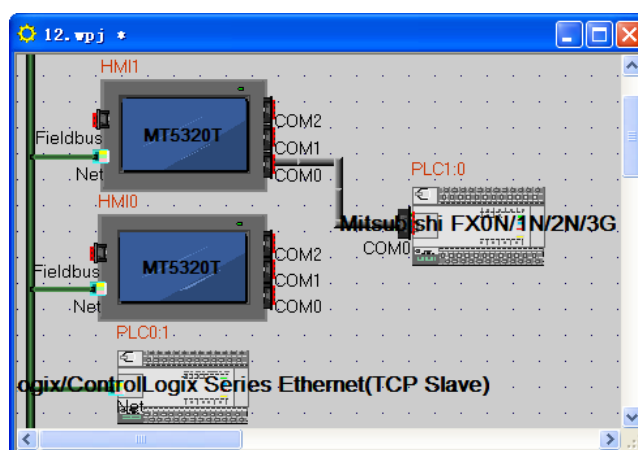 12.wpj *
HMI1
COM2
MT5320T
Fieldbus
COM1
Net
COM0
PLC1:0
HMI0
Mitsubishi FX0N/1N/2N/3G
COM0
COM2
MT5320T
Fieldbus
COM1
Net
COM0
PLC0:1
ogix/ControlLogix Series Ethernet(TCP Slave)
Net